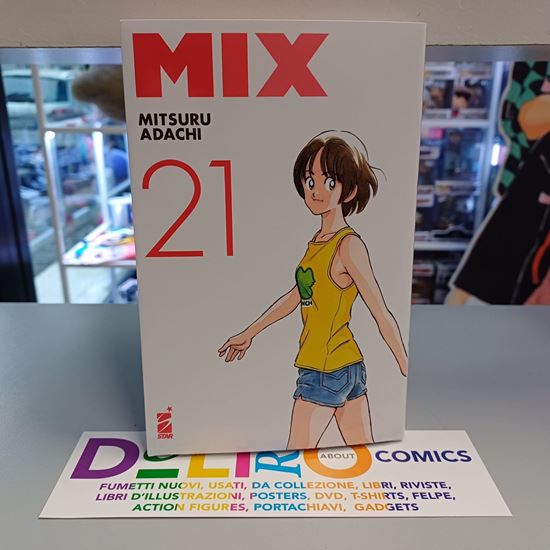 MIX
MITSURU
ADACHI
21
STAR
DELIRO ABOUT COMICS
FUMETTI NUOVI, USATI, DA COLLEZIONE, LIBRI, RIVISTE,
LIBRI D'ILLUSTRAZIONI, POSTERS, DVD, T-SHIRTS, FELPE,
ACTION FIGURES, PORTACHIAVI, GADGETS